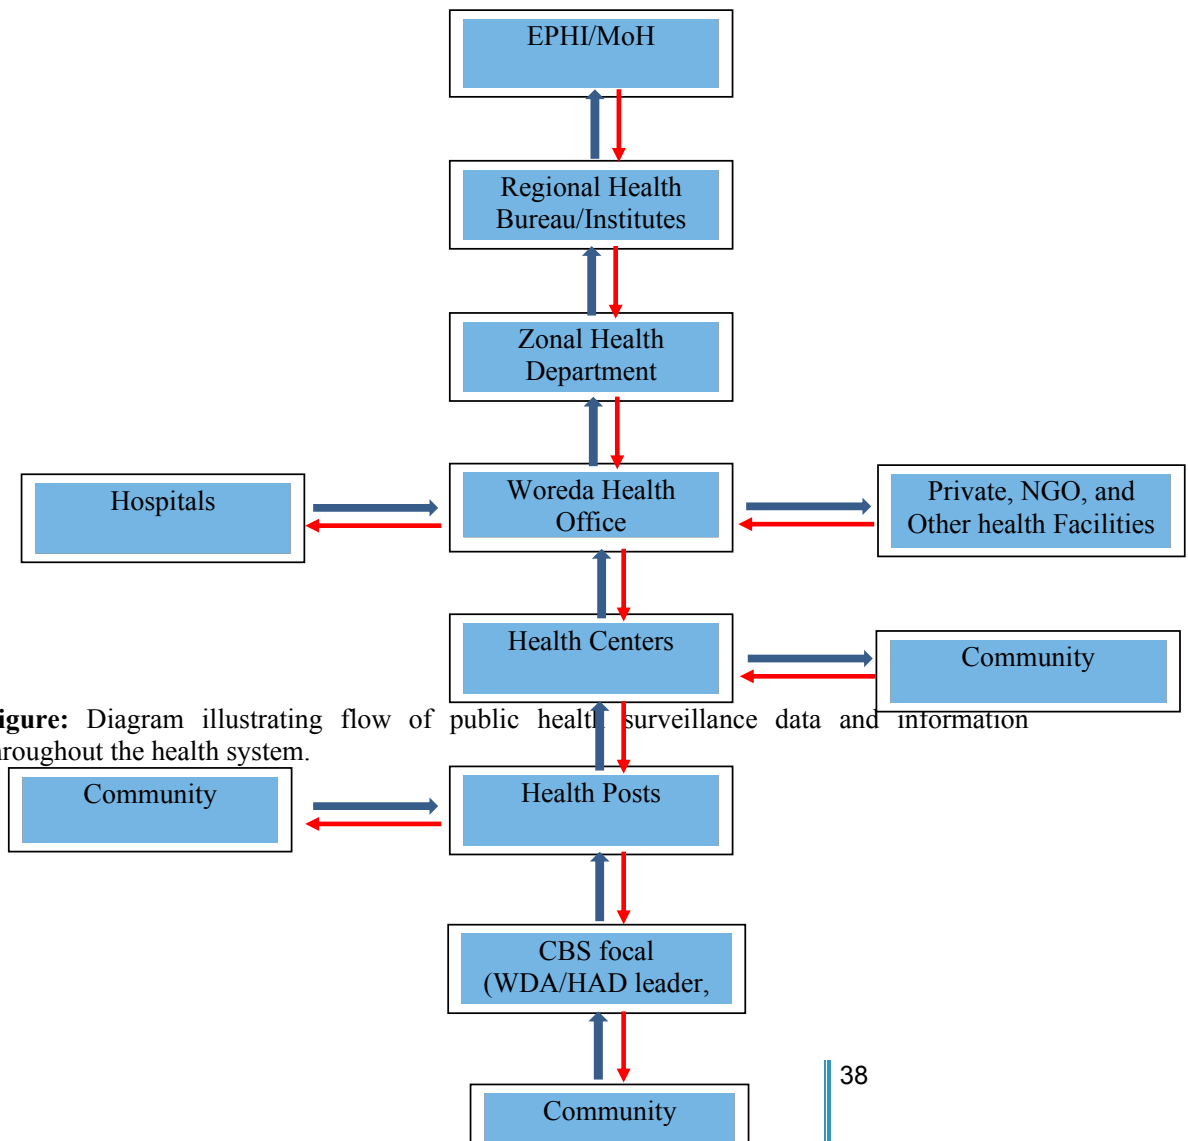 EPHI/MoH
Regional Health
Bureau/Institutes
Zonal Health
Department
Hospitals
Woreda Health
Office
Private, NGO, and
Other health Facilities
Health Centers
Community
igure: Diagram illustrating flow of public health surveillance data and information
hroughout the health system.
Community
Health Posts
CBS focal
(WDA/HAD leader,
Community
38